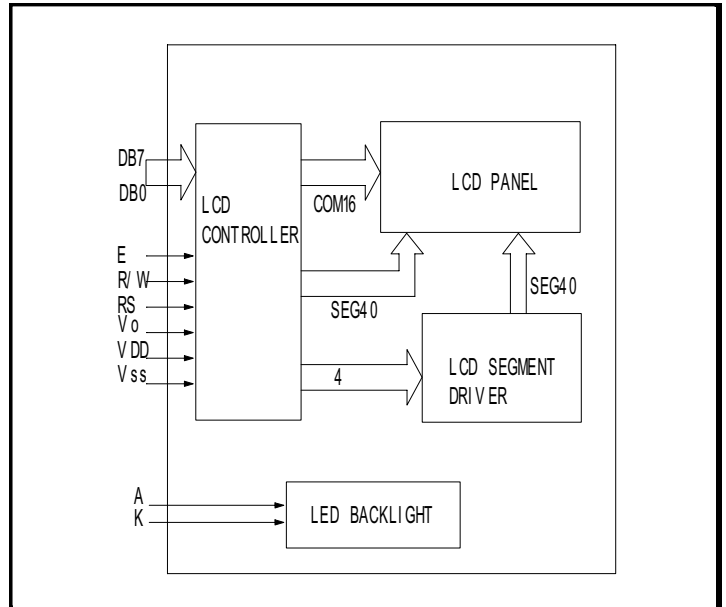 DB7
DB0
E
R/W
RS
Vo
VDD
Vss
LCD
CONTROLLER
COM16
SEG40
4
LCD PANEL
SEG40
LCD SEGMENT
DRIVER
A
K
LED BACKLIGHT